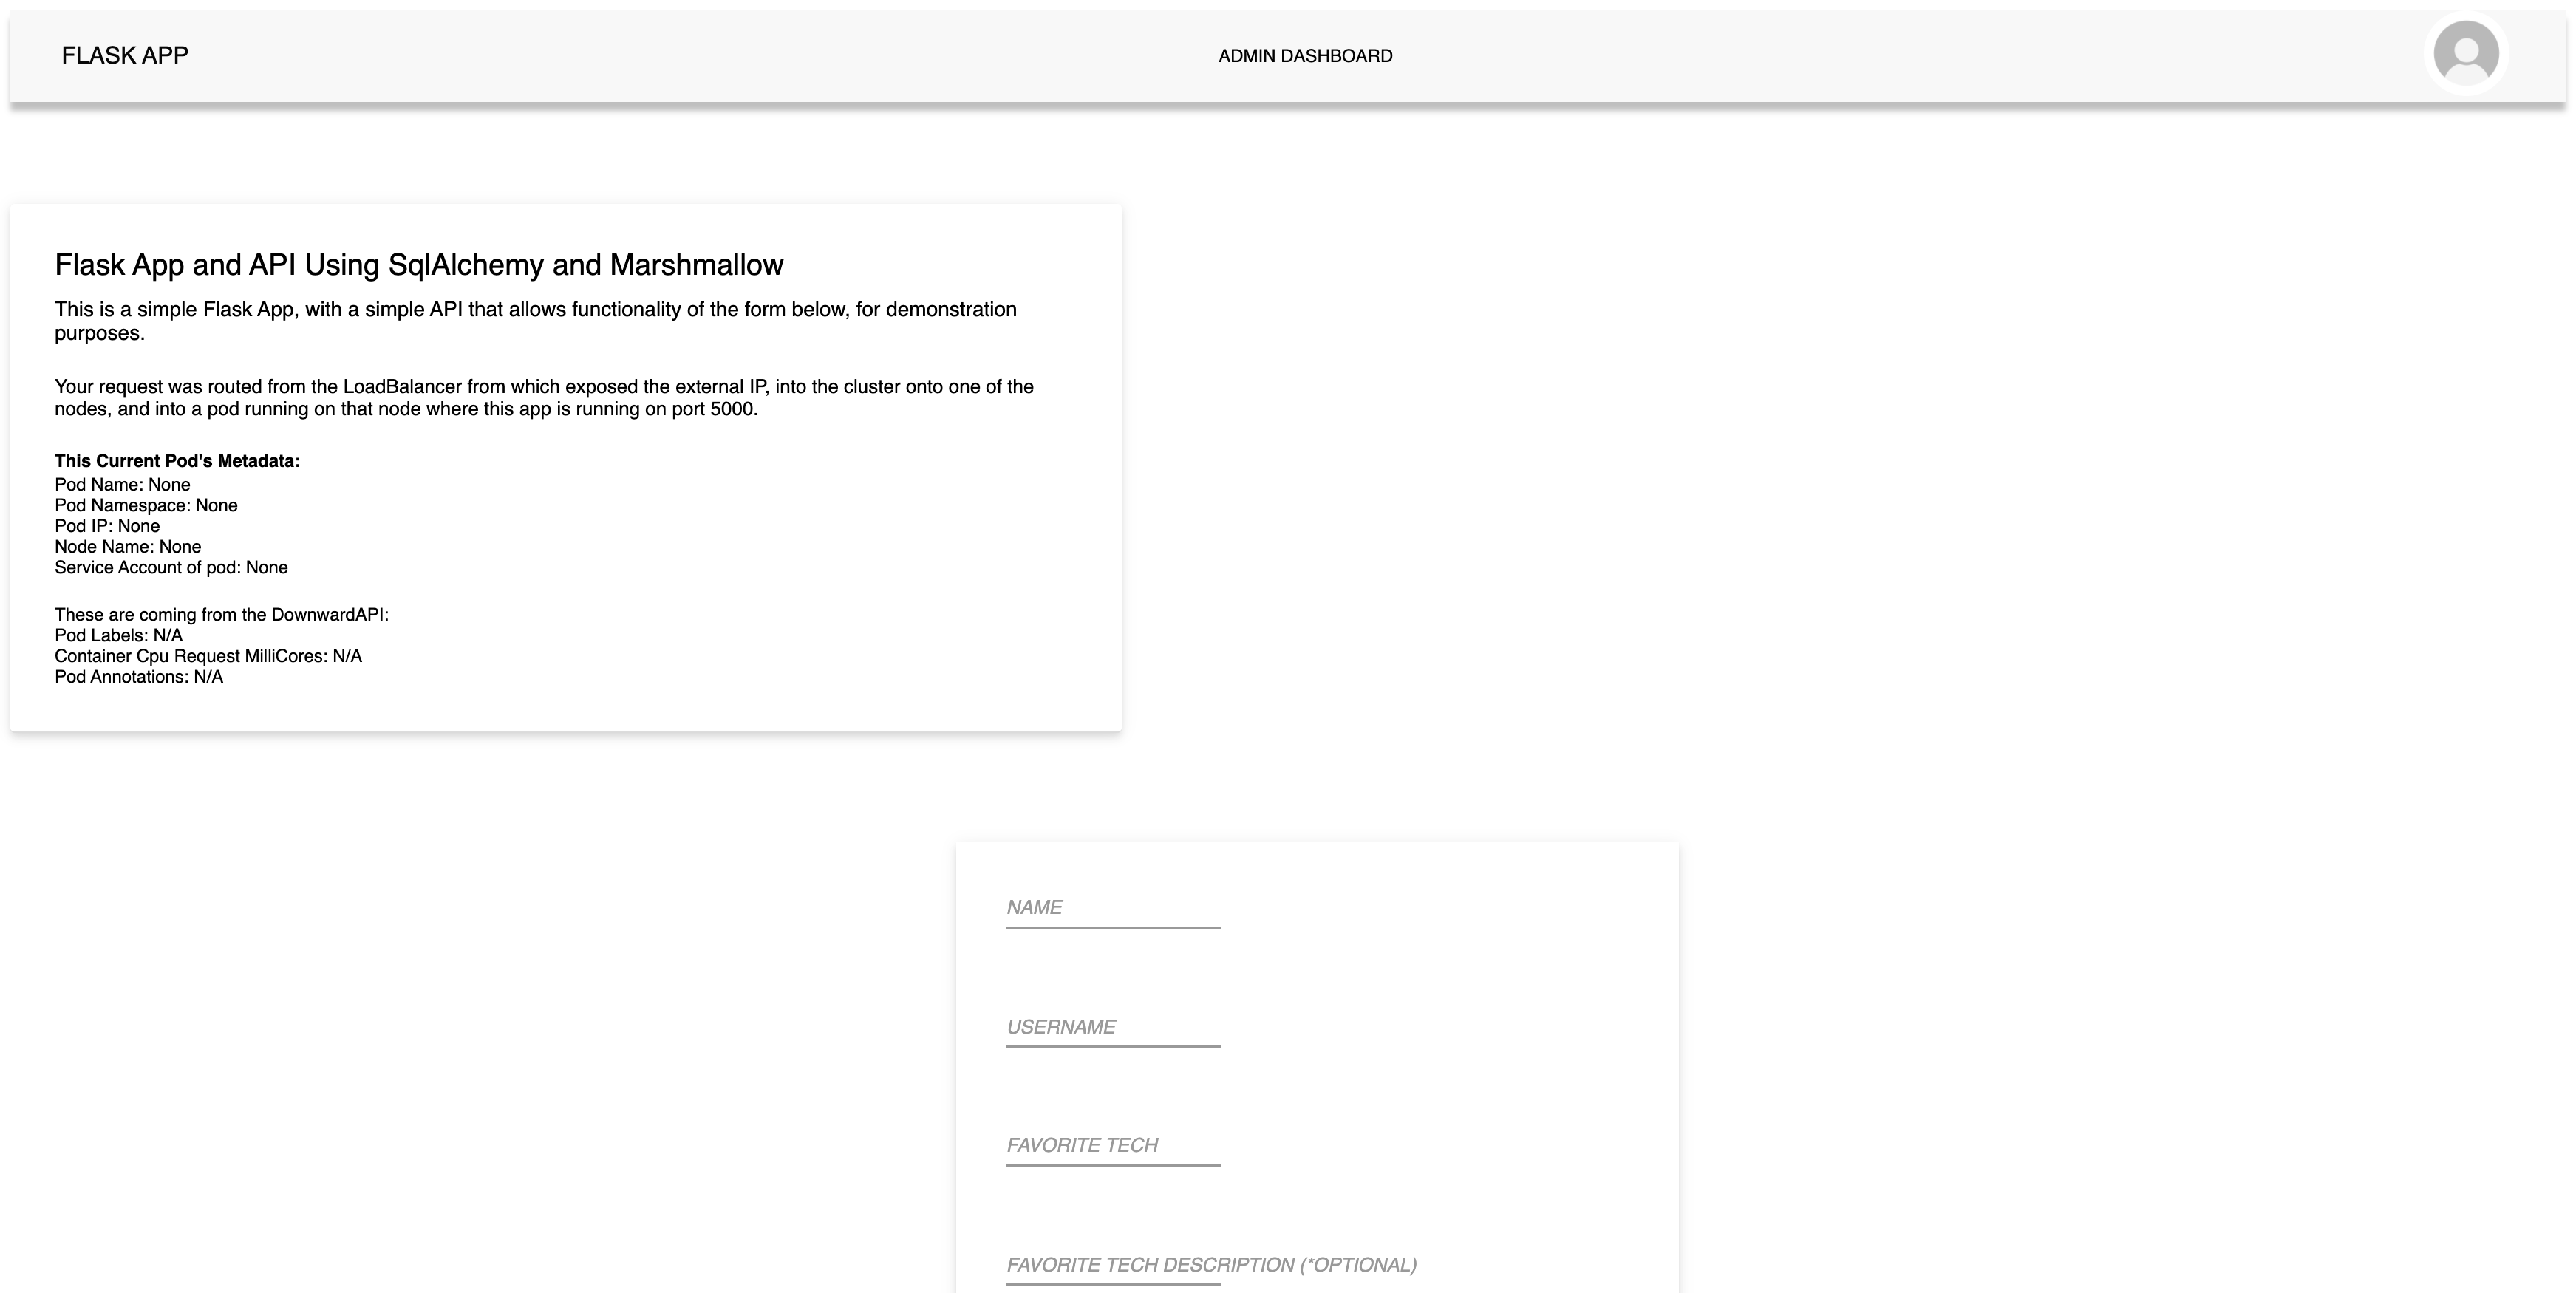 FLASK APP
ADMIN DASHBOARD
Flask App and API Using SqlAlchemy and Marshmallow
This is a simple Flask App, with a simple API that allows functionality of the form below, for demonstration
purposes.
Your request was routed from the LoadBalancer from which exposed the external IP, into the cluster onto one of the
nodes, and into a pod running on that node where this app is running on port 5000.
This Current Pod's Metadata:
Pod Name: None
Pod Namespace: None
Pod IP: None
Node Name: None
Service Account of pod: None
These are coming from the DownwardAPI:
Pod Labels: N/A
Container Cpu Request MilliCores: N/A
Pod Annotations: N/A
NAME
USERNAME
FAVORITE TECH
FAVORITE TECH DESCRIPTION (*OPTIONAL)